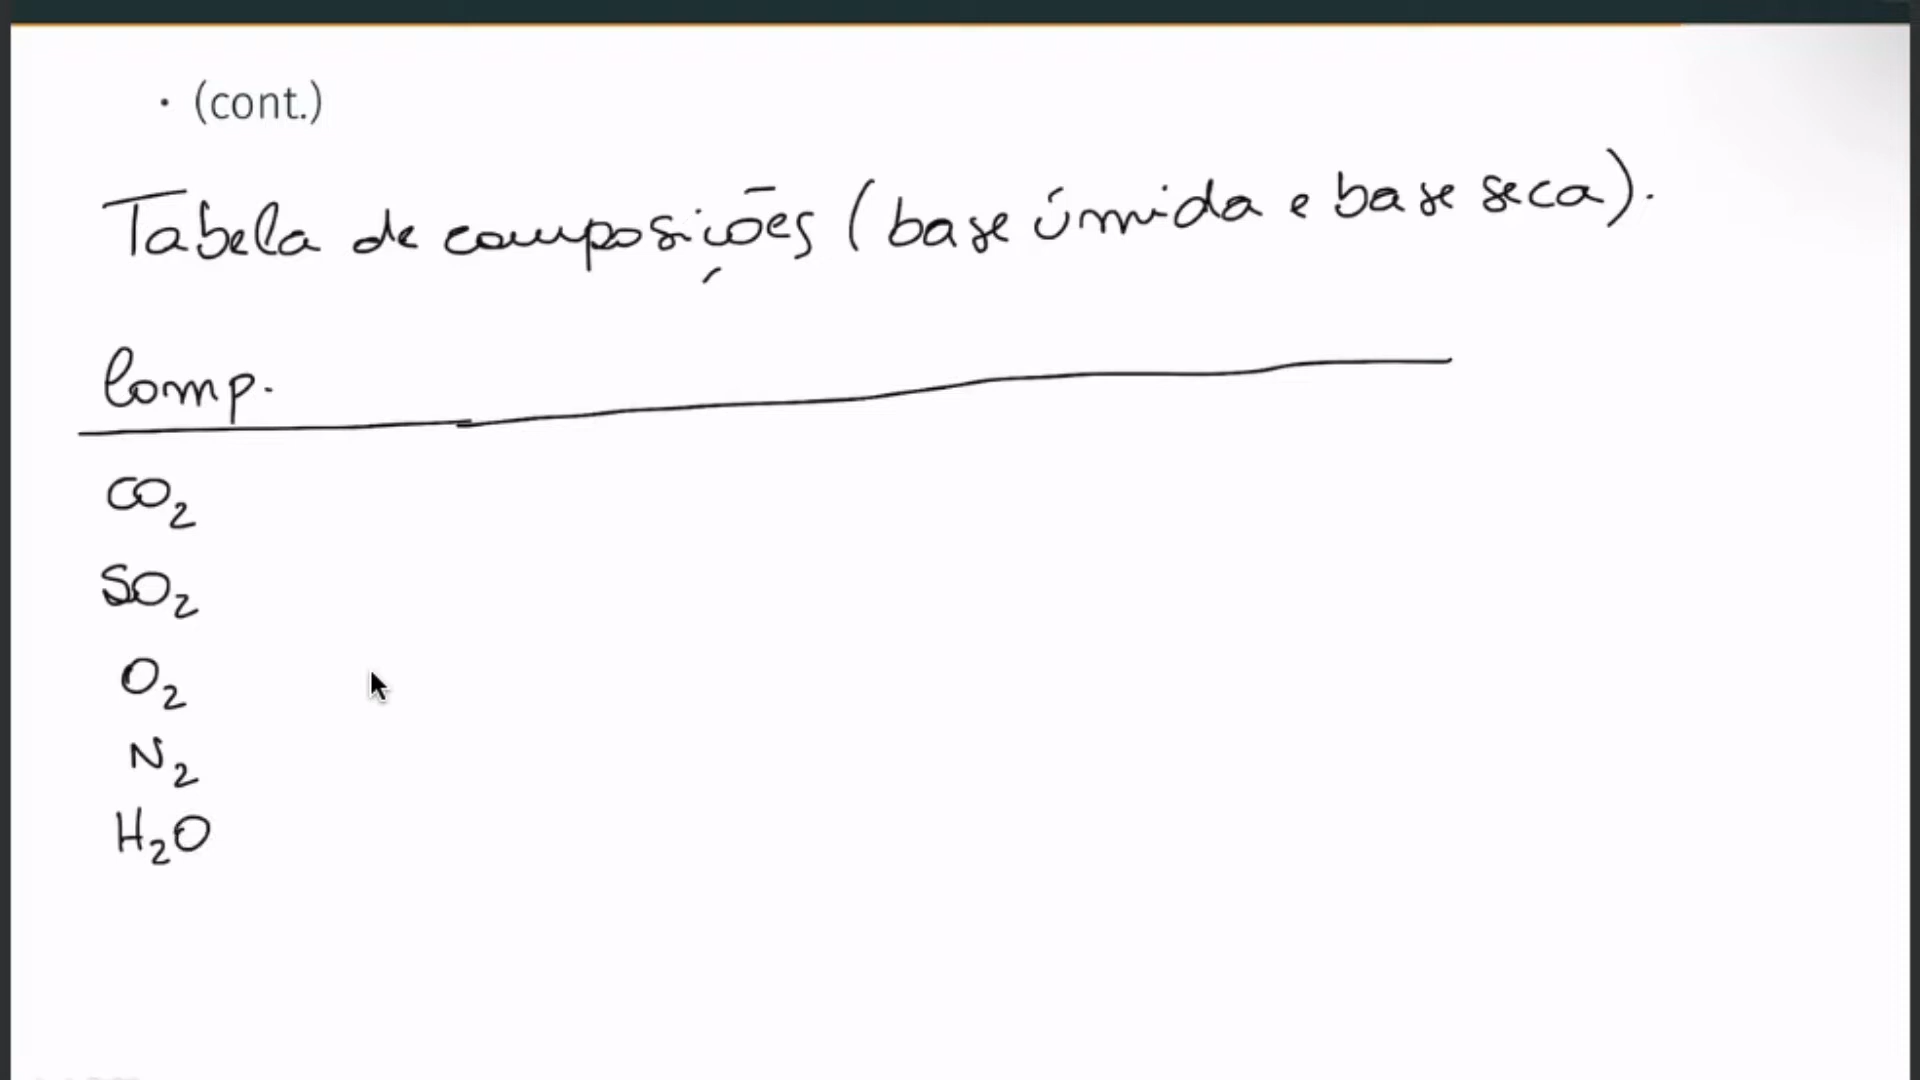 • (cont.)
Tabela de composições (base úmida e base seca).
Comp.
CO₂
SO₂
O₂
N₂
H₂O